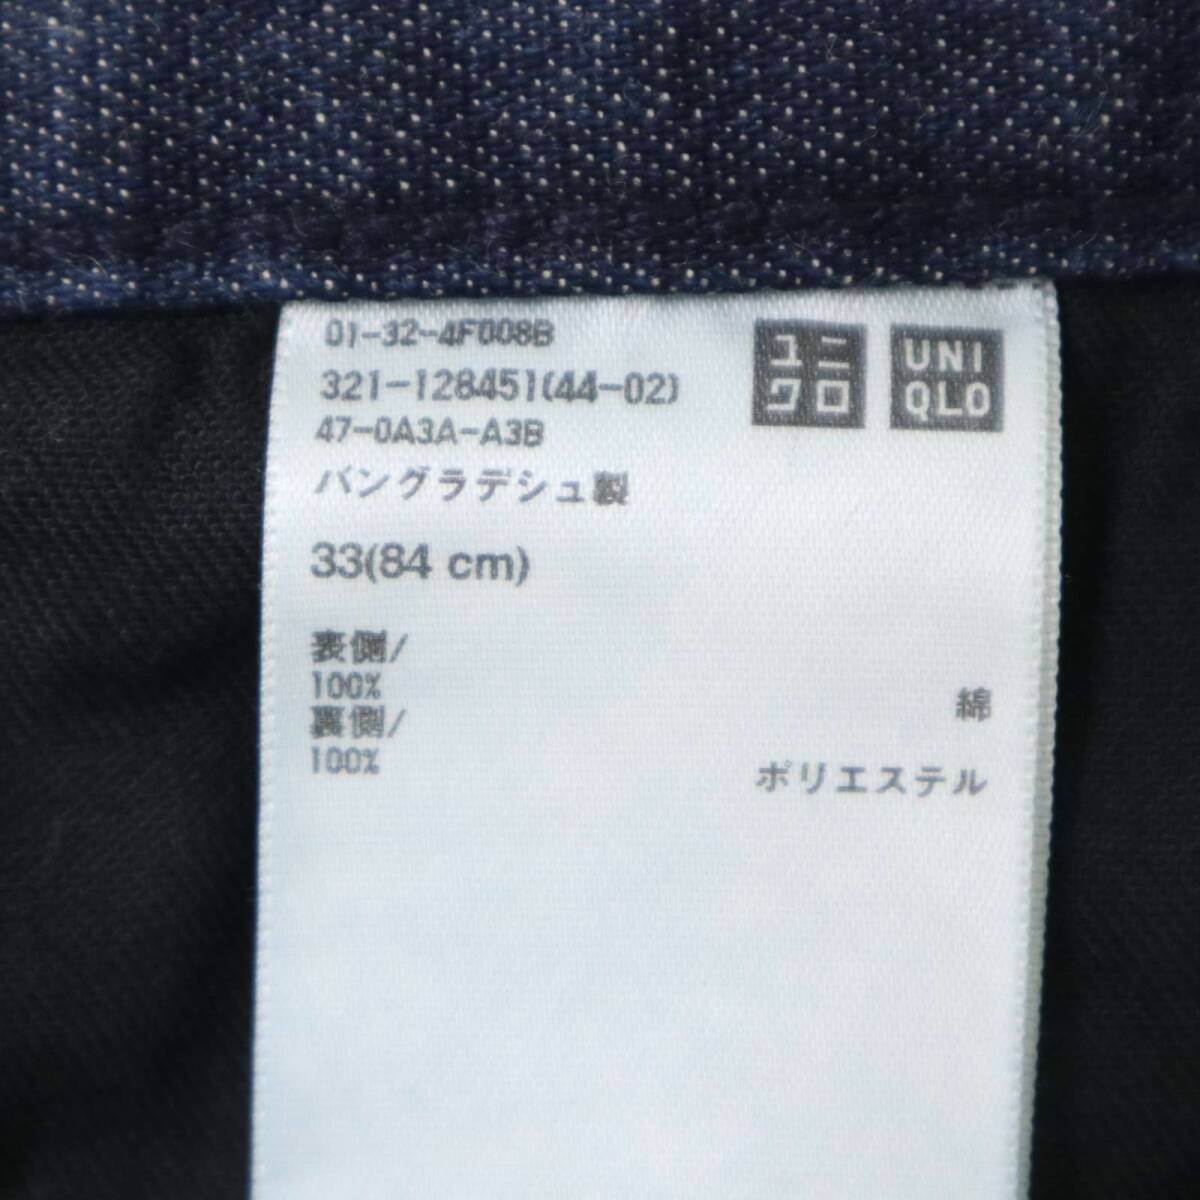 01-32-4F008B
321-128451(44-02)
47-0A3A-A3B
バングラデシュ製
ユニ
クロ
UNI
QLO
33(84 cm)
表側/
100% 綿
裏側/
100% ポリエステル